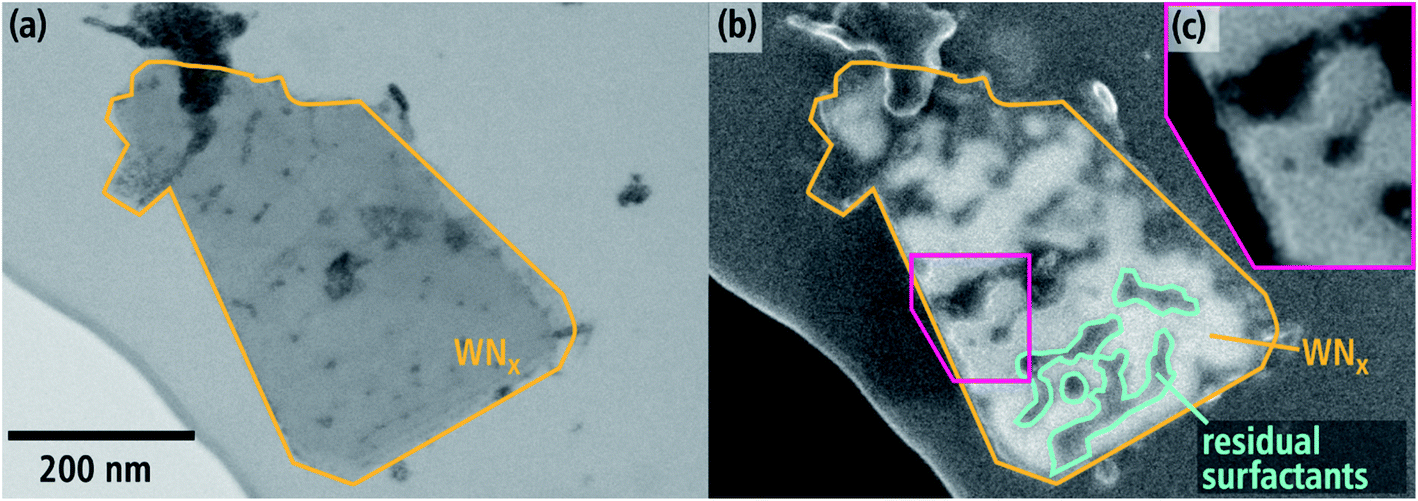 (a)
WNx
200 nm
(b)
(c)
WNx
residual
surfactants